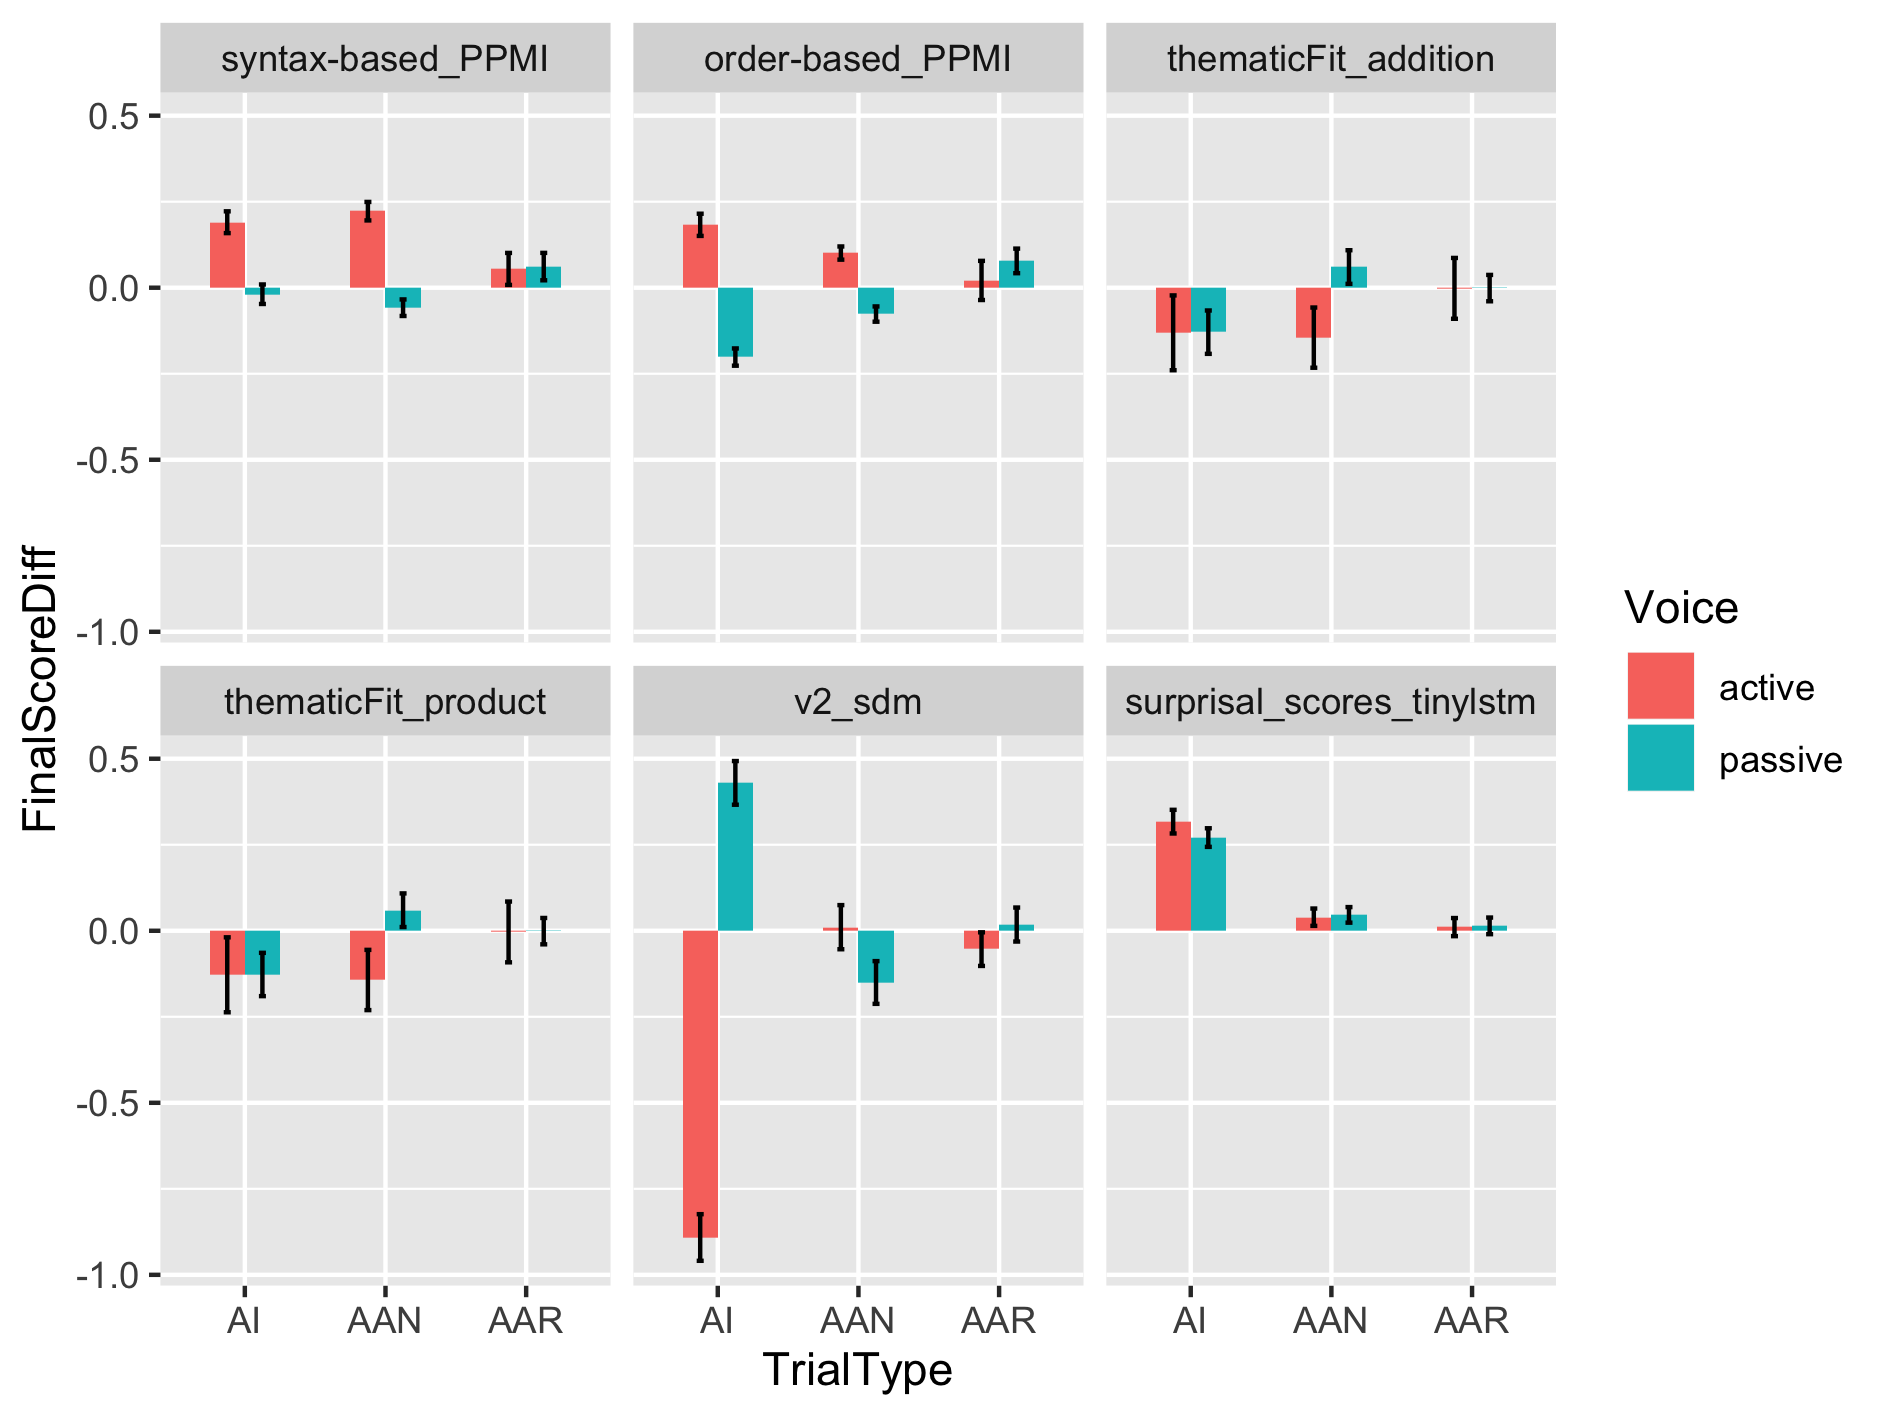 syntax-based_PPMI order-based_PPMI thematicFit_addition
0.5
0.0
-0.5
-1.0
thematicFit_product v2_sdm surprisal_scores_tinylstm
0.5
0.0
-0.5
-1.0
AI AAN AAR AI AAN AAR AI AAN AAR
TrialType
FinalScoreDiff
Voice
active
passive